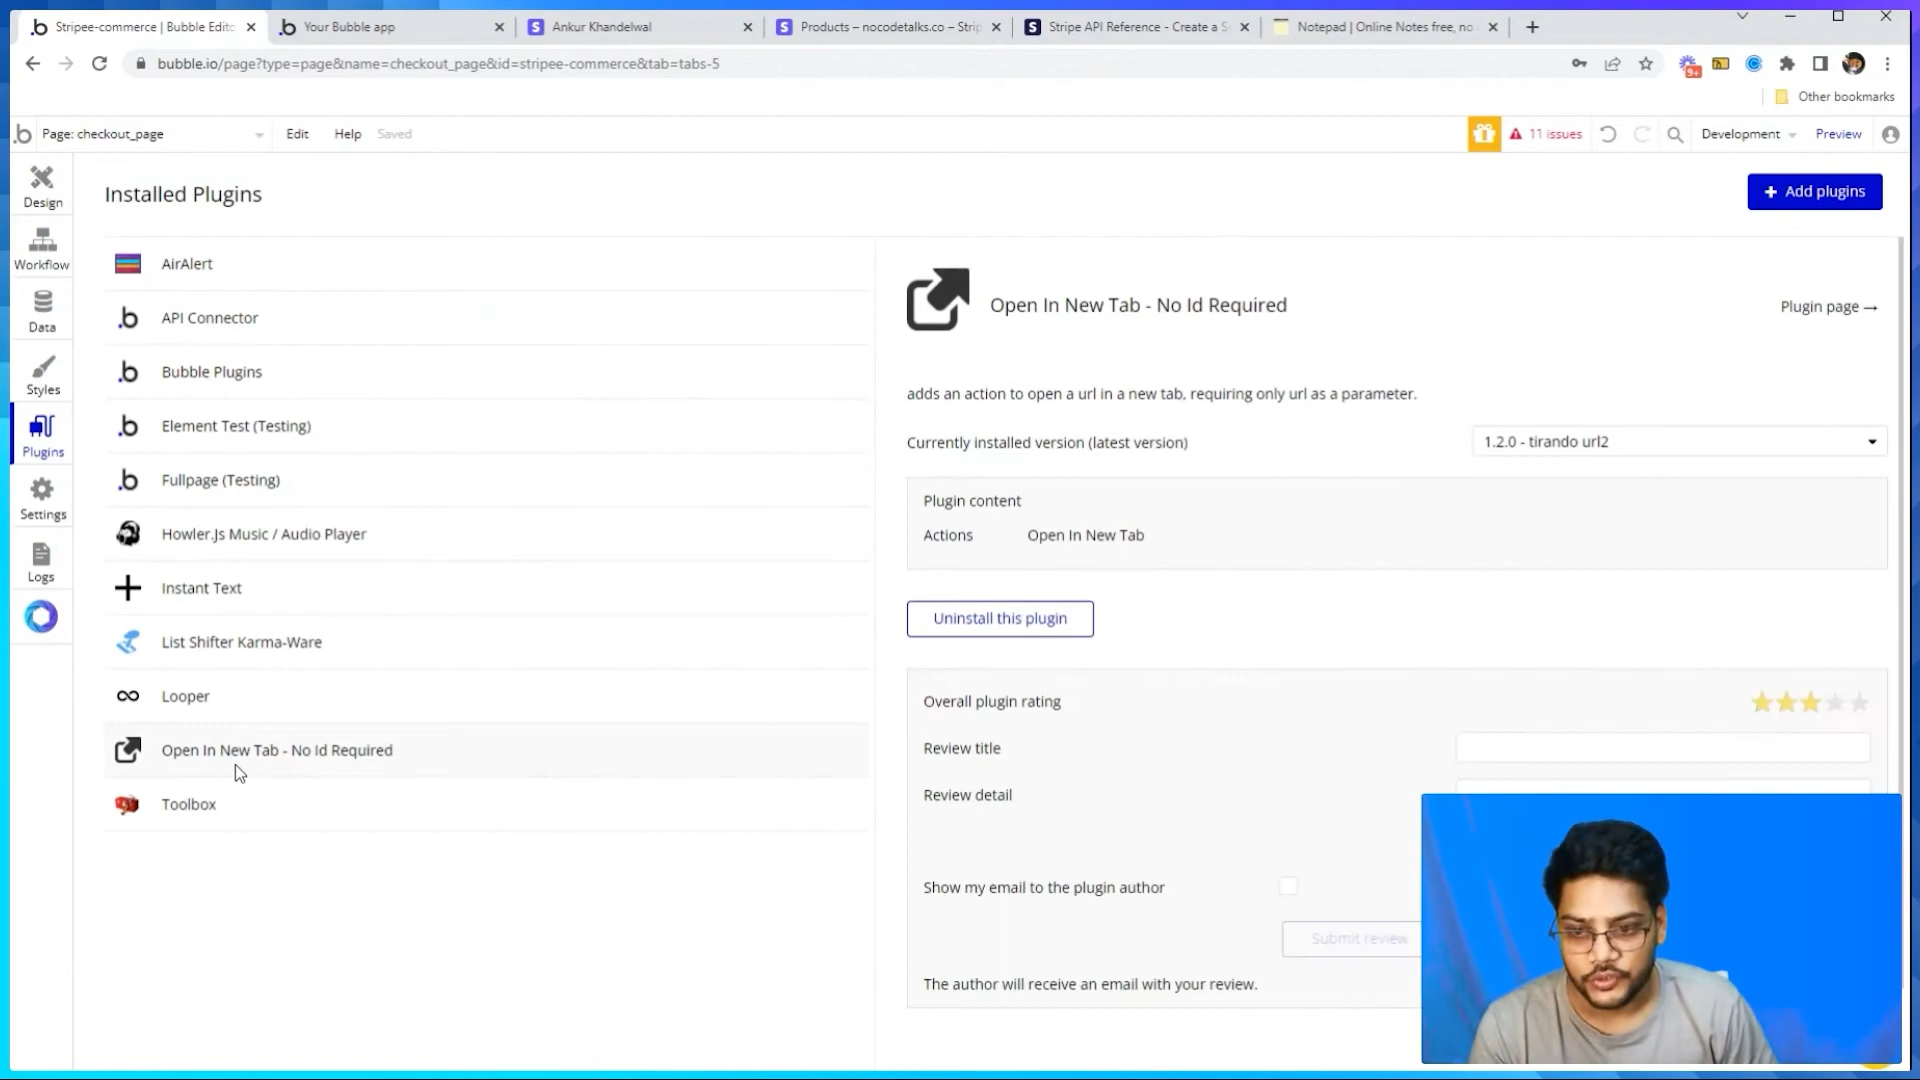 Stripee-commerce | Bubble Edito
Your Bubble app
Ankur Khandelwal
Products – nocodetalks.co – Strip
Stripe API Reference - Create a S
Notepad | Online Notes free, no
bubble.io/page?type=page&name=checkout_page&id=stripee-commerce&tab=tabs-5
9+
Other bookmarks
Page: checkout_page
Edit
Help
Saved
11 issues
Development
Preview
Design
Workflow
Data
Styles
Plugins
Settings
Logs
Installed Plugins
+ Add plugins
AirAlert
API Connector
Bubble Plugins
Element Test (Testing)
Fullpage (Testing)
Howler.Js Music / Audio Player
Instant Text
List Shifter Karma-Ware
Looper
Open In New Tab - No Id Required
Toolbox
Open In New Tab - No Id Required
Plugin page →
adds an action to open a url in a new tab, requiring only url as a parameter.
Currently installed version (latest version)
1.2.0 - tirando url2
Plugin content
Actions
Open In New Tab
Uninstall this plugin
Overall plugin rating
Review title
Review detail
Show my email to the plugin author
Submit review
The author will receive an email with your review.